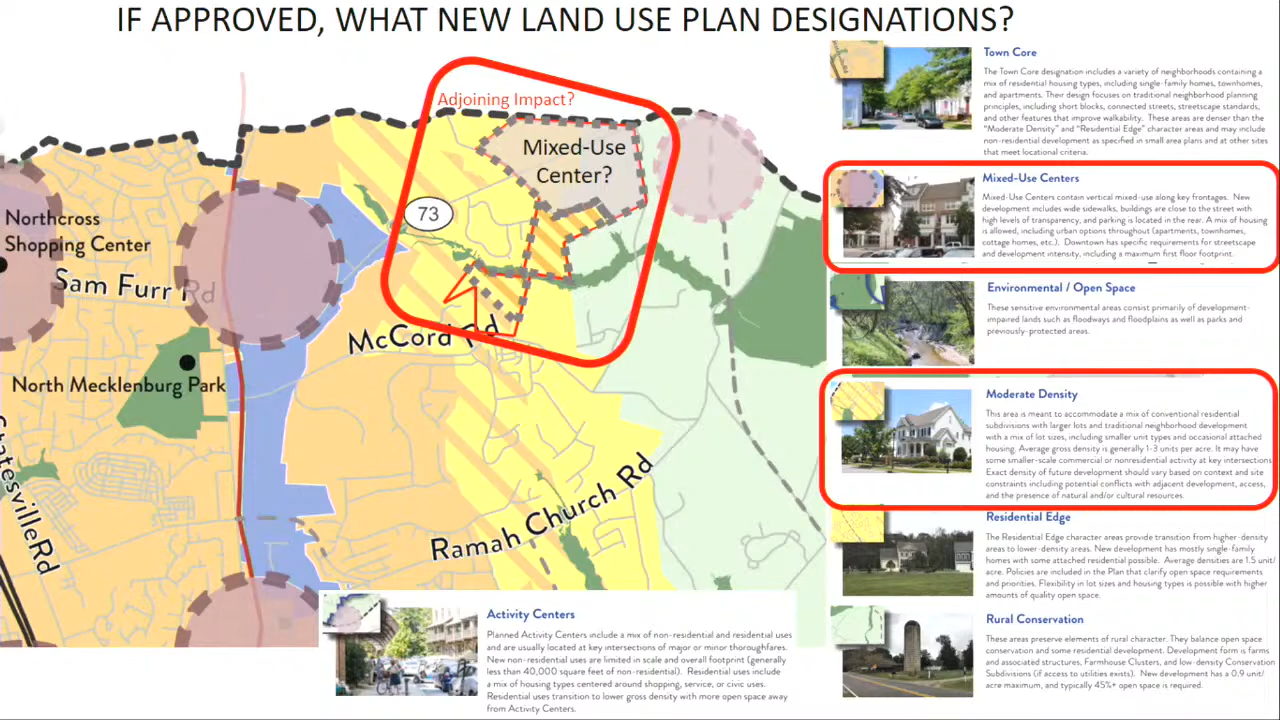 IF APPROVED, WHAT NEW LAND USE PLAN DESIGNATIONS?
Adjoining Impact?
Mixed-Use
Center?
73
Northcross
Shopping Center
Sam Furr Rd
McCord Rd
North Mecklenburg Park
Statesville Rd
Ramah Church Rd
Activity Centers
Planned Activity Centers include a mix of non-residential and residential uses
and are usually located at key intersections of major or minor thoroughfares.
New non-residential uses are limited in scale and overall footprint (generally
less than 40,000 square feet of non-residential). Residential uses include
a mix of housing types centered around shopping, service, or civic uses.
Residential uses transition to lower gross density with more open space away
from Activity Centers.
Town Core
The Town Core designation includes a variety of neighborhoods containing a
mix of residential housing types, including single-family homes, townhomes,
and apartments. Their design focuses on traditional neighborhood planning
principles, including short blocks, connected streets, streetscape standards,
and other features that improve walkability. These areas are denser than the
"Moderate Density" and "Residential Edge" character areas and may include
non-residential development as specified in small area plans and at other sites
that meet locational criteria.
Mixed-Use Centers
Mixed-Use Centers contain vertical mixed-use along key frontages. New
development includes wide sidewalks, buildings are close to the street with
high levels of transparency, and parking is located in the rear. A mix of housing
is allowed, including urban options throughout (apartments, townhomes,
cottage homes, etc.). Downtown has specific requirements for streetscape
and development intensity, including a maximum first floor footprint.
Environmental / Open Space
These sensitive environmental areas consist primarily of development-
impaired lands such as floodways and floodplains as well as parks and
previously-protected areas.
Moderate Density
This area is meant to accommodate a mix of conventional residential
subdivisions with larger lots and traditional neighborhood development
with a mix of lot sizes, including smaller unit types and occasional attached
housing. Average gross density is generally 1-3 units per acre. It may have
some smaller-scale commercial or nonresidential activity at key intersections
Exact density of future development should vary based on context and site
constraints including potential conflicts with adjacent development, access,
and the presence of natural and/or cultural resources.
Residential Edge
The Residential Edge character areas provide transition from higher-density
areas to lower-density areas. New development has mostly single-family
homes with some attached residential possible. Average densities are 1.5 unit/
acre. Policies are included in the Plan that clarify open space requirements
and priorities. Flexibility in lot sizes and housing types is possible with higher
amounts of quality open space.
Rural Conservation
These areas preserve elements of rural character. They balance open space
conservation and some residential development. Development form is farms
and associated structures, Farmhouse Clusters, and low-density Conservation
Subdivisions (if access to utilities exists). New development has a 0.9 unit/
acre maximum, and typically 45%+ open space is required.